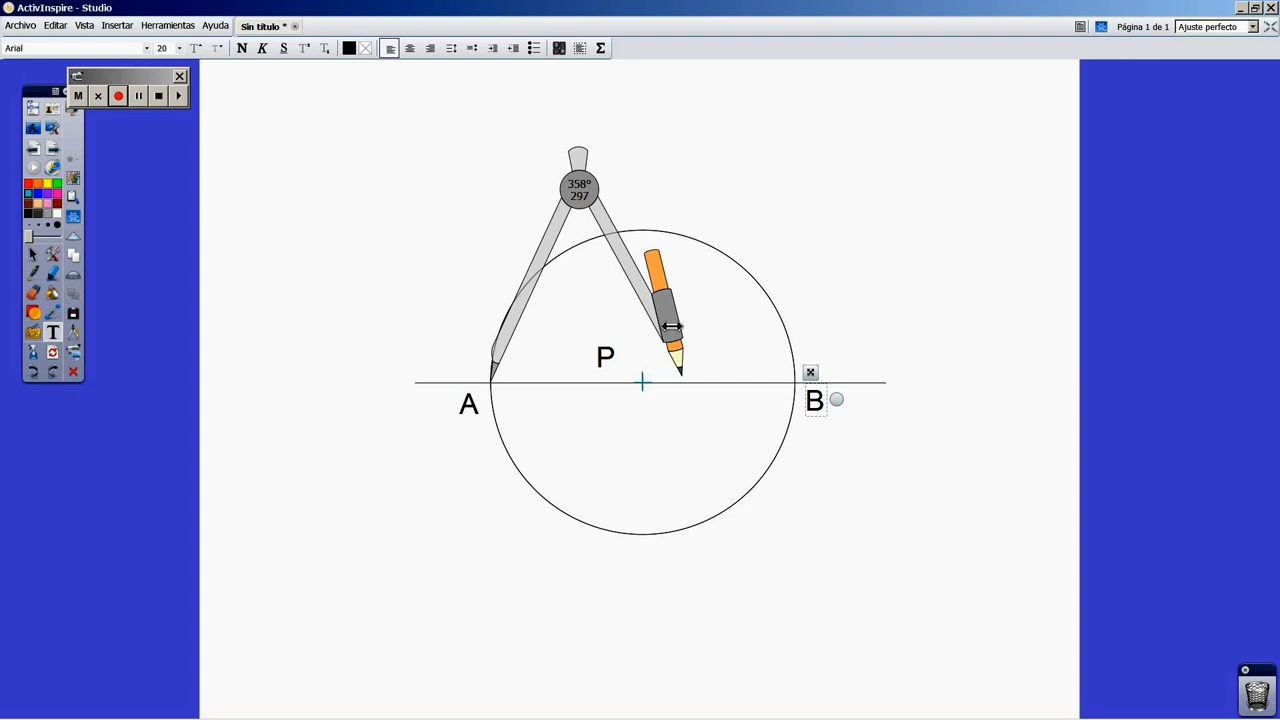 ActivInspire - Studio
Archivo Editar Vista Insertar Herramientas Ayuda Sin título * Página 1 de 1 Ajuste perfecto
Arial 20 N K S Σ
M
358º
297
T
P
A
B